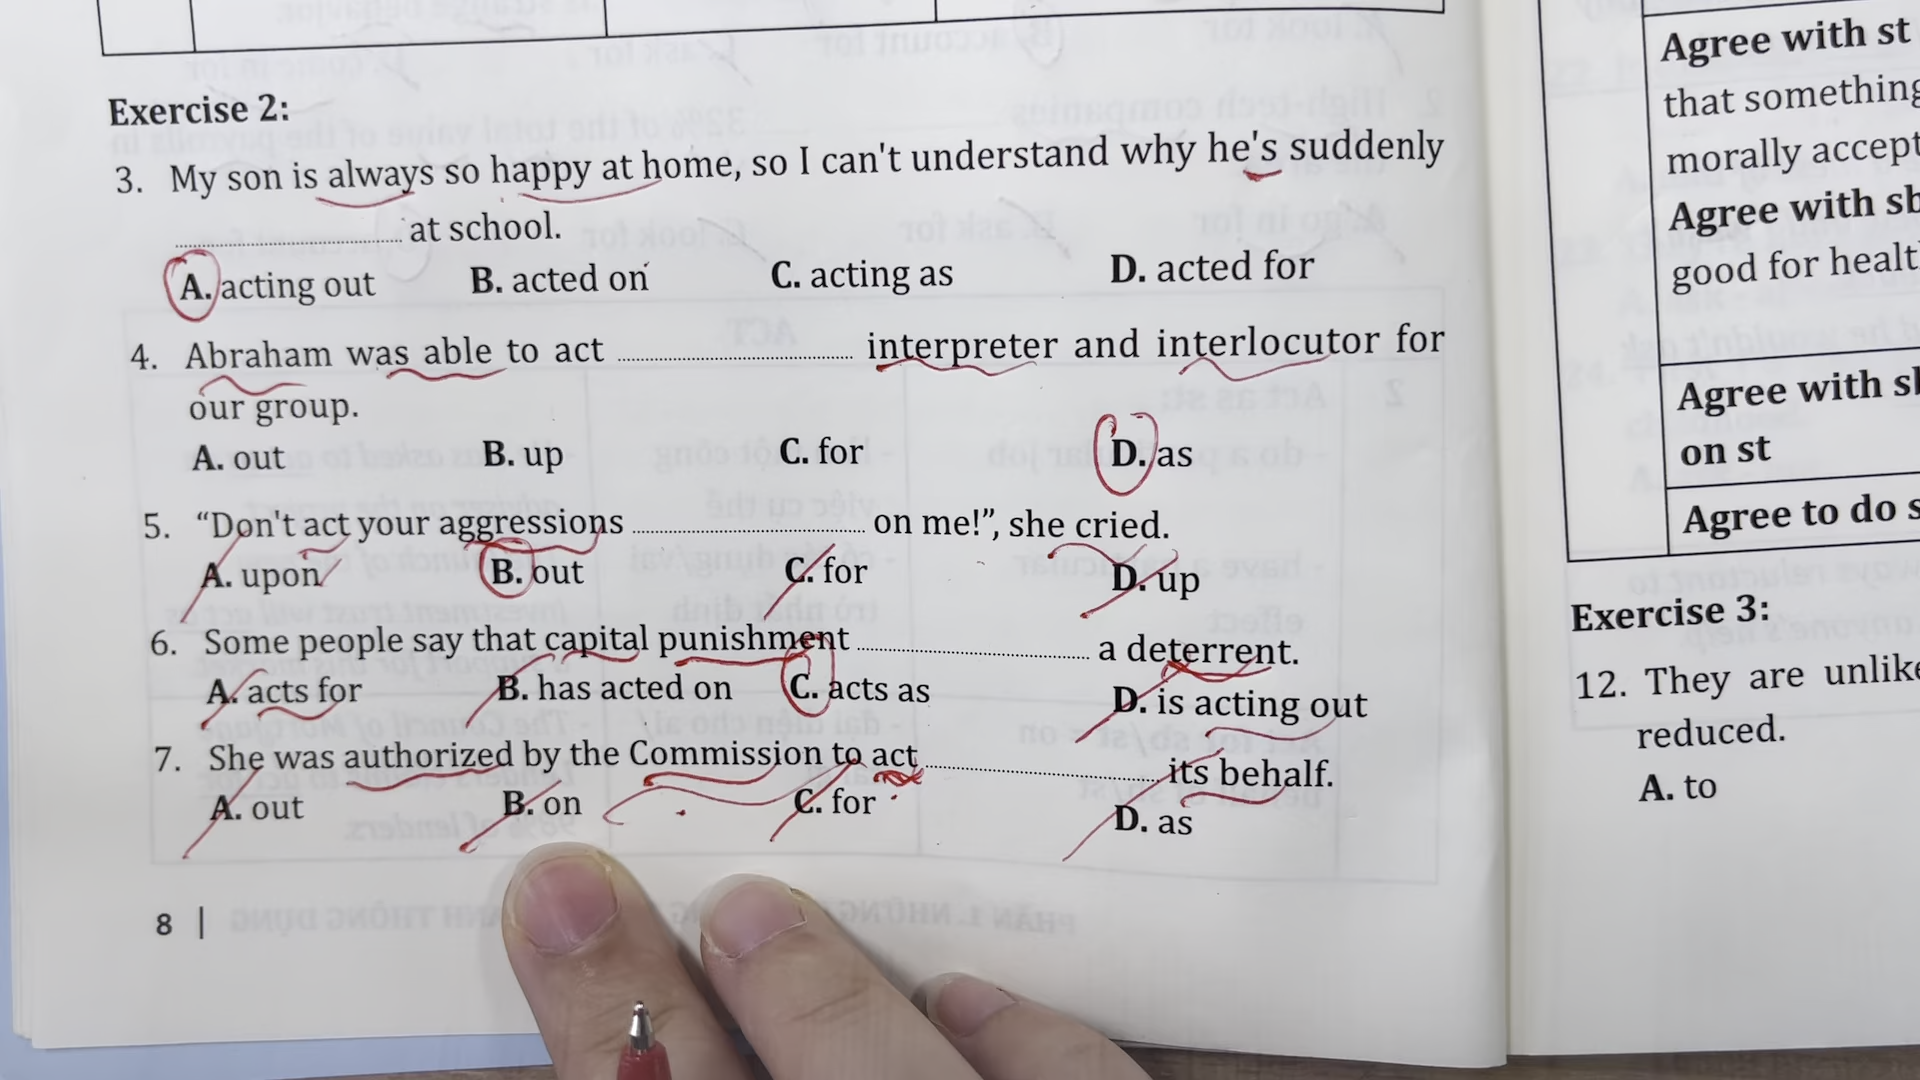 Exercise 2:
3. My son is always so happy at home, so I can't understand why he's suddenly
.............................. at school.
A. acting out B. acted on C. acting as D. acted for
4. Abraham was able to act .............................. interpreter and interlocutor for
our group.
A. out B. up C. for D. as
5. “Don't act your aggressions .............................. on me!”, she cried.
A. upon B. out C. for D. up
6. Some people say that capital punishment .............................. a deterrent.
A. acts for B. has acted on C. acts as D. is acting out
7. She was authorized by the Commission to act .............................. its behalf.
A. out B. on C. for D. as
8 |
Agree with st
that something
morally accept
Agree with sb
good for healt
Agree with sl
on st
Agree to do s
Exercise 3:
12. They are unlike
reduced.
A. to